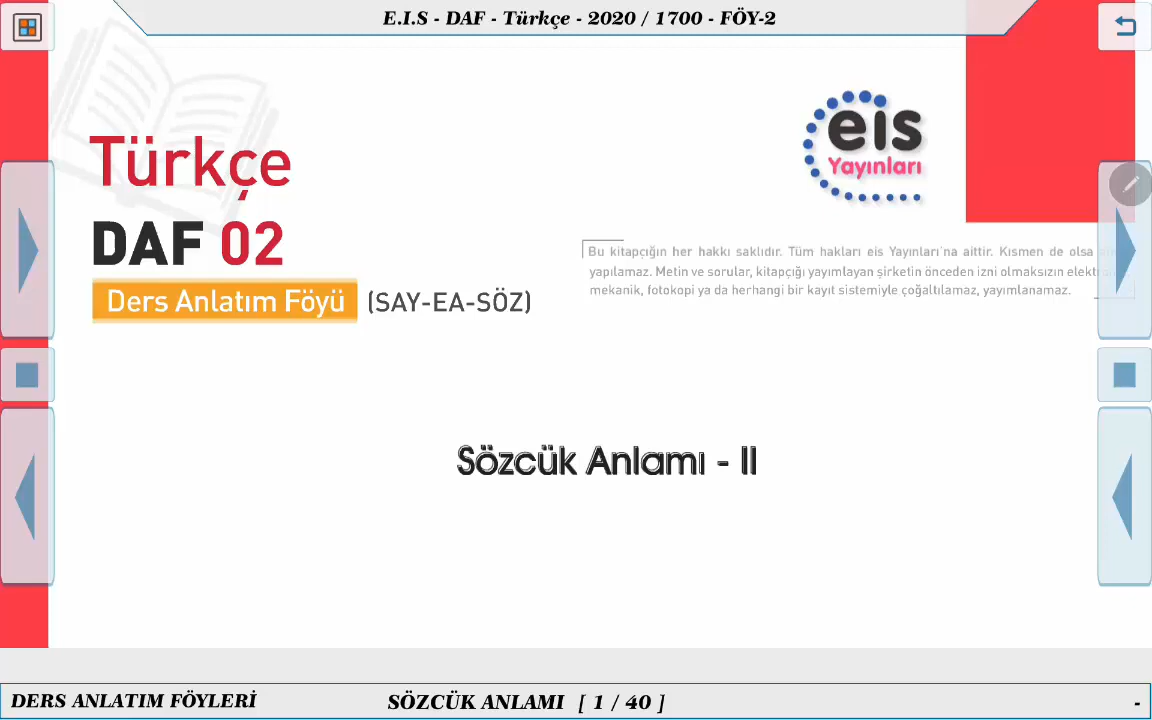 E.I.S - DAF - Türkçe - 2020 / 1700 - FÖY-2
eis
Yayınları
Türkçe
DAF 02
Ders Anlatım Föyü (SAY-EA-SÖZ)
Bu kitapçığın her hakkı saklıdır. Tüm hakları eis Yayınları'na aittir. Kısmen de olsa
yapılamaz. Metin ve sorular, kitapçığı yayımlayan şirketin önceden izni olmaksızın
mekanik, fotokopi ya da herhangi bir kayıt sistemiyle çoğaltılamaz, yayımlanamaz.
Sözcük Anlamı - II
DERS ANLATIM FÖYLERİ SÖZCÜK ANLAMI [ 1 / 40 ] -